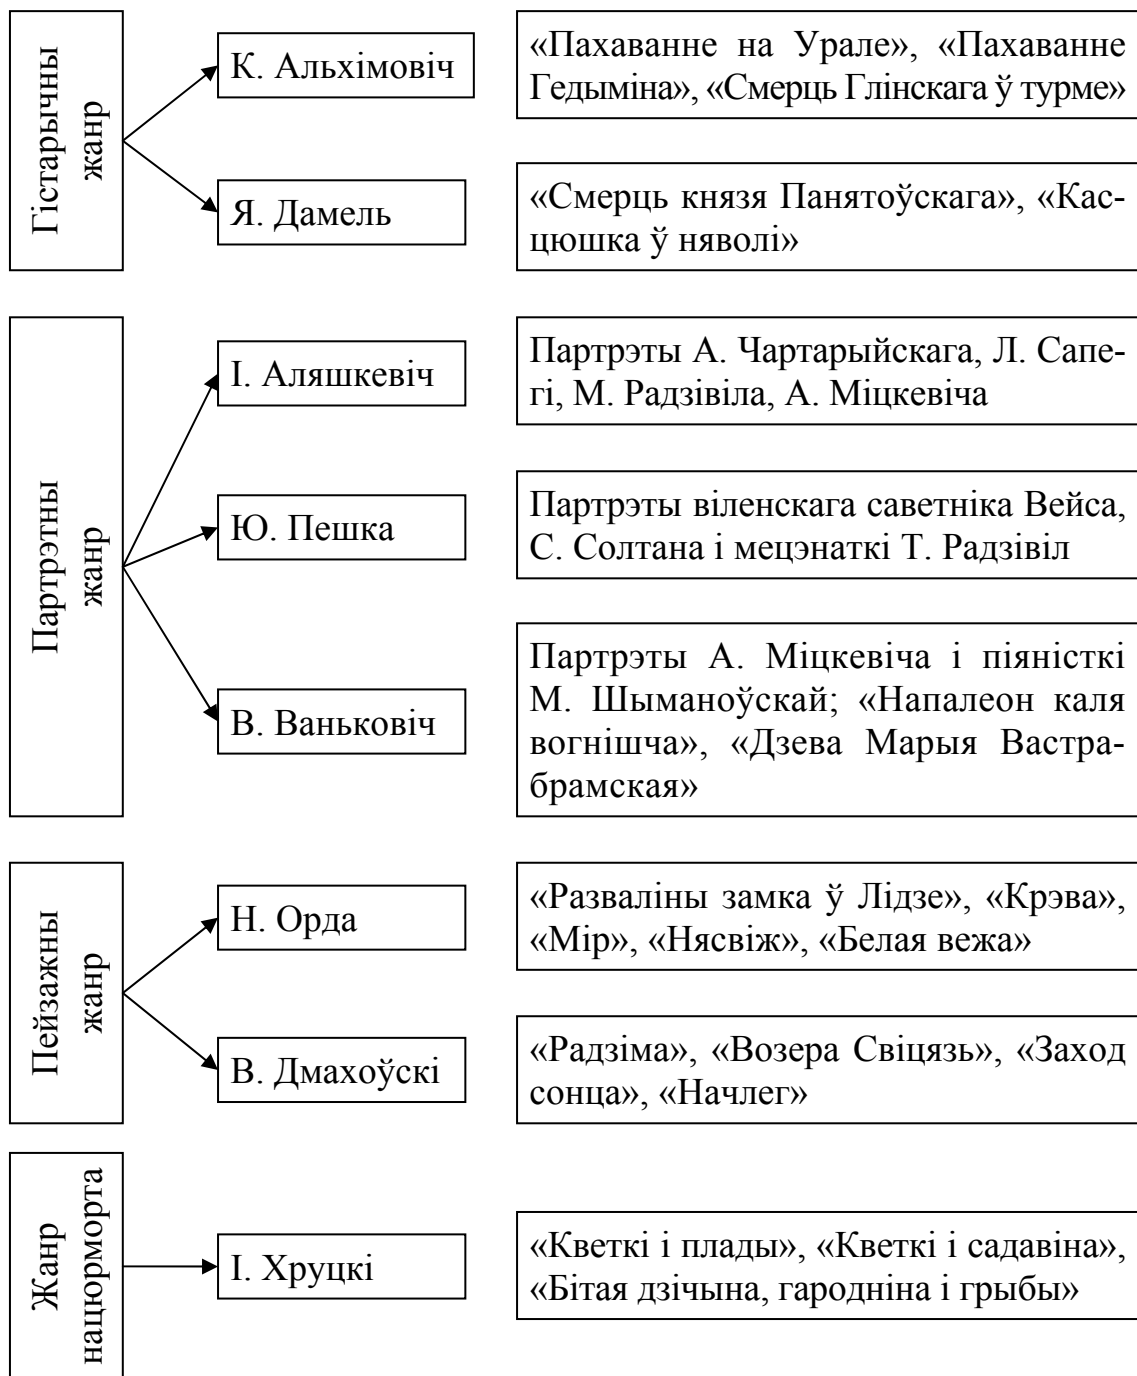 Гістарычны
жанр
К. Альхімовіч
«Пахаванне на Урале», «Пахаванне
Гедыміна», «Смерць Глінскага ў турме»
Я. Дамель
«Смерць князя Панятоўскага», «Кас-
цюшка ў няволі»
Партрэтны
жанр
І. Аляшкевіч
Партрэты А. Чартарыйскага, Л. Сапе-
гі, М. Радзівіла, А. Міцкевіча
Ю. Пешка
Партрэты віленскага саветніка Вейса,
С. Солтана і мецэнаткі Т. Радзівіл
В. Ваньковіч
Партрэты А. Міцкевіча і піяністкі
М. Шыманоўскай; «Напалеон каля
вогнішча», «Дзева Марыя Вастра-
брамская»
Пейзажны
жанр
Н. Орда
«Разваліны замка ў Лідзе», «Крэва»,
«Мір», «Нясвіж», «Белая вежа»
В. Дмахоўскі
«Радзіма», «Возера Свіцязь», «Заход
сонца», «Начлег»
Жанр
нацюрморта
І. Хруцкі
«Кветкі і плады», «Кветкі і садавіна»,
«Бітая дзічына, гародніна і грыбы»